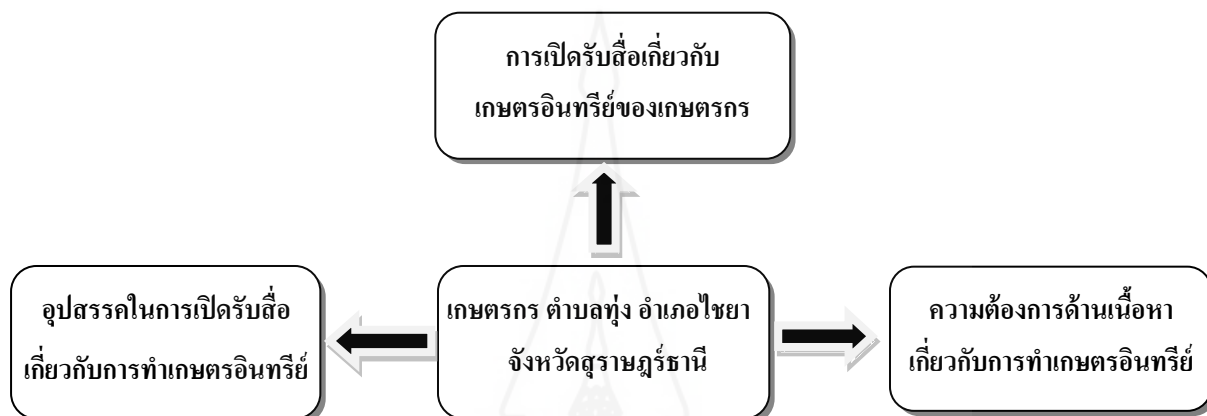 การเปิดรับสื่อเกี่ยวกับ
เกษตรอินทรีย์ของเกษตรกร
อุปสรรคในการเปิดรับสื่อ
เกี่ยวกับการทำเกษตรอินทรีย์
เกษตรกร ตำบลทุ่ง อำเภอไชยา
จังหวัดสุราษฎร์ธานี
ความต้องการด้านเนื้อหา
เกี่ยวกับการทำเกษตรอินทรีย์